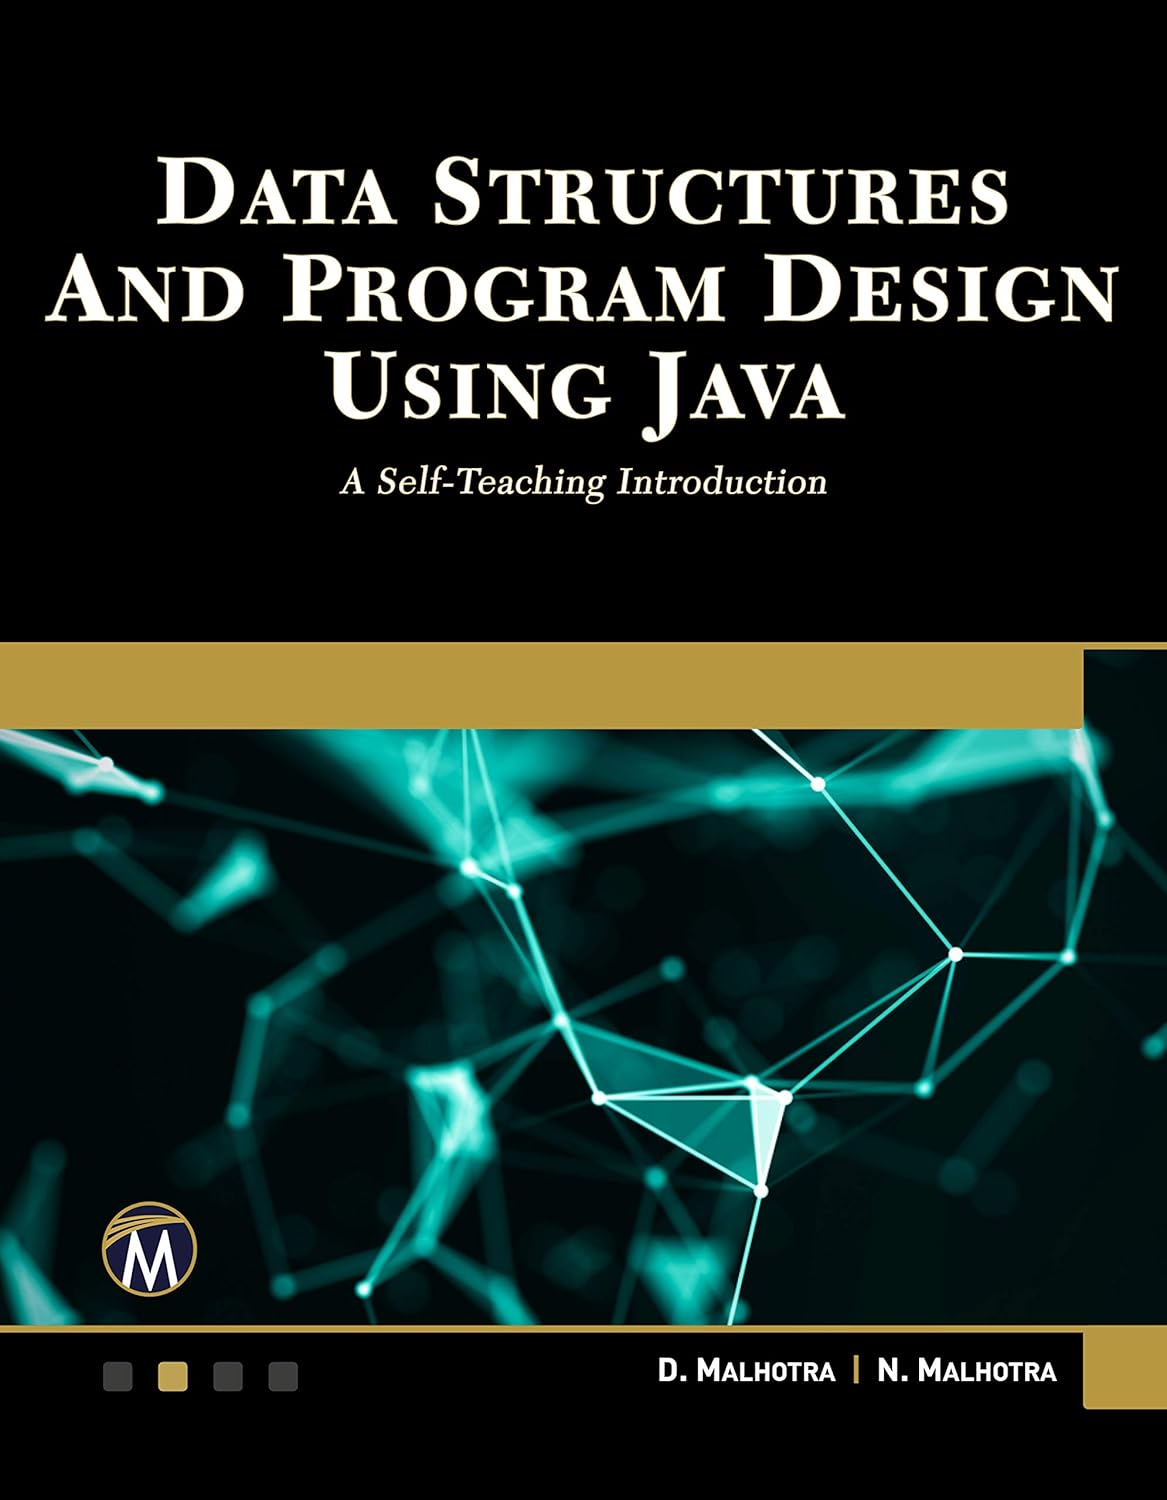 DATA STRUCTURES
AND PROGRAM DESIGN
USING JAVA
A Self-Teaching Introduction
M
D. MALHOTRA | N. MALHOTRA